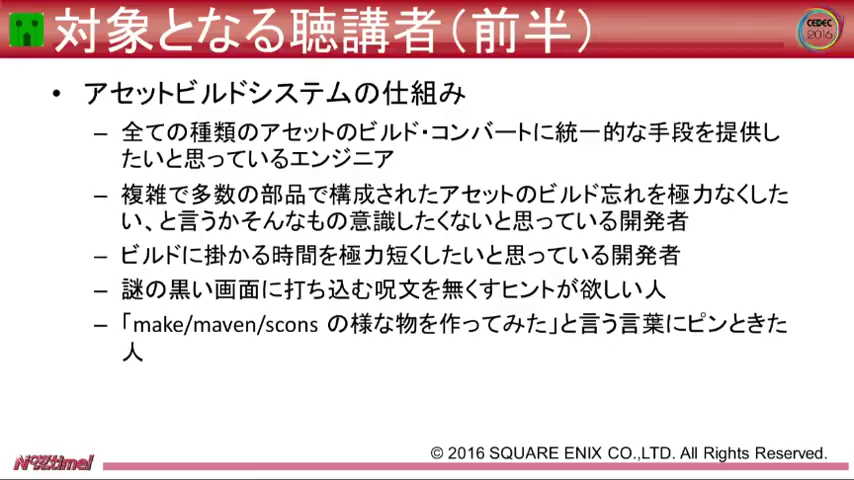 対象となる聴講者（前半）
CEDEC
2016
• アセットビルドシステムの仕組み
– 全ての種類のアセットのビルド・コンバートに統一的な手段を提供し
たいと思っているエンジニア
– 複雑で多数の部品で構成されたアセットのビルド忘れを極力なくした
い、と言うかそんなもの意識したくないと思っている開発者
– ビルドに掛かる時間を極力短くしたいと思っている開発者
– 謎の黒い画面に打ち込む呪文を無くすヒントが欲しい人
– 「make/maven/scons の様な物を作ってみた」と言う言葉にピンときた
人
© 2016 SQUARE ENIX CO.,LTD. All Rights Reserved.